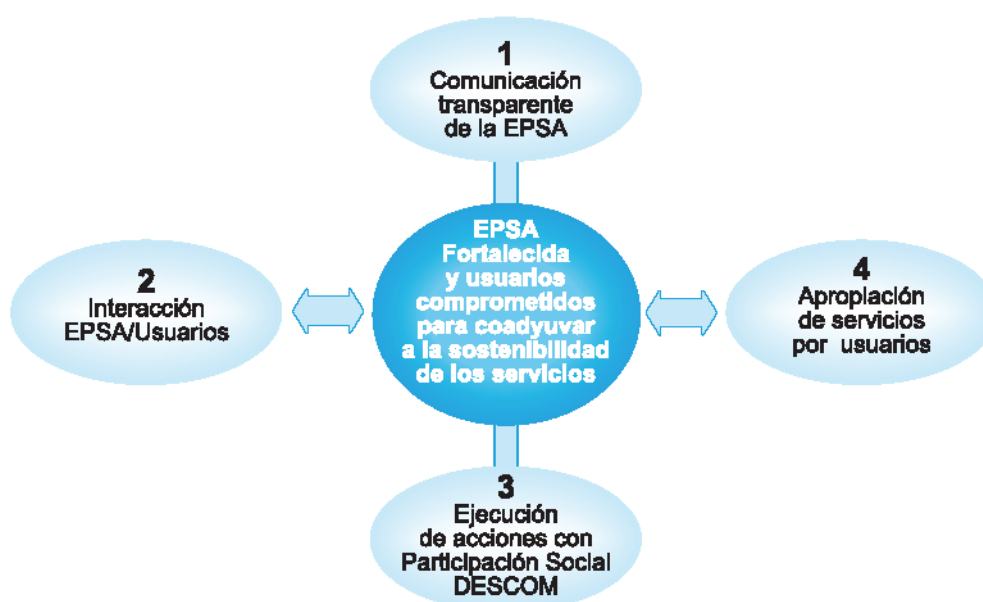 1
Comunicación
transparente
de la EPSA
EPSA
Fortalecida
y usuarios
comprometidos
para coadyuvar
a la sostenibilidad
de los servicios
2
Interacción
EPSA/Usuarios
4
Apropiación
de servicios
por usuarios
3
Ejecución
de acciones con
Participación Social
DESCOM